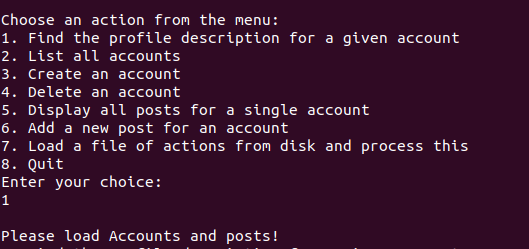 Choose an action from the menu:
1. Find the profile description for a given account
2. List all accounts
3. Create an account
4. Delete an account
5. Display all posts for a single account
6. Add a new post for an account
7. Load a file of actions from disk and process this
8. Quit
Enter your choice:
1
Please load Accounts and posts!